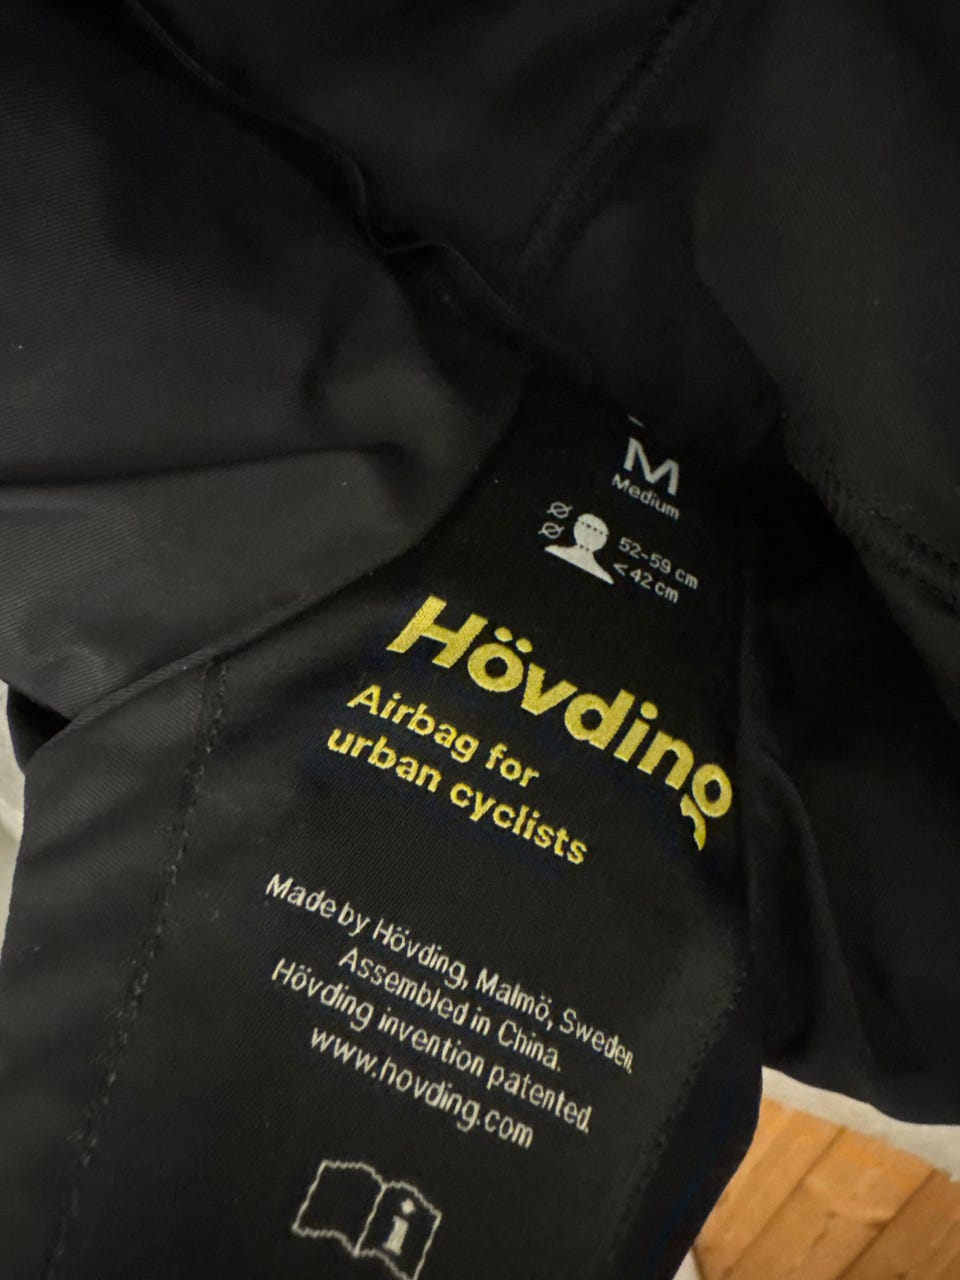 M
Medium
Ø 52-59 cm
Ø < 42 cm
Hövding
Airbag for
urban cyclists
Made by Hövding, Malmö, Sweden.
Assembled in China.
Hövding invention patented.
www.hovding.com
i